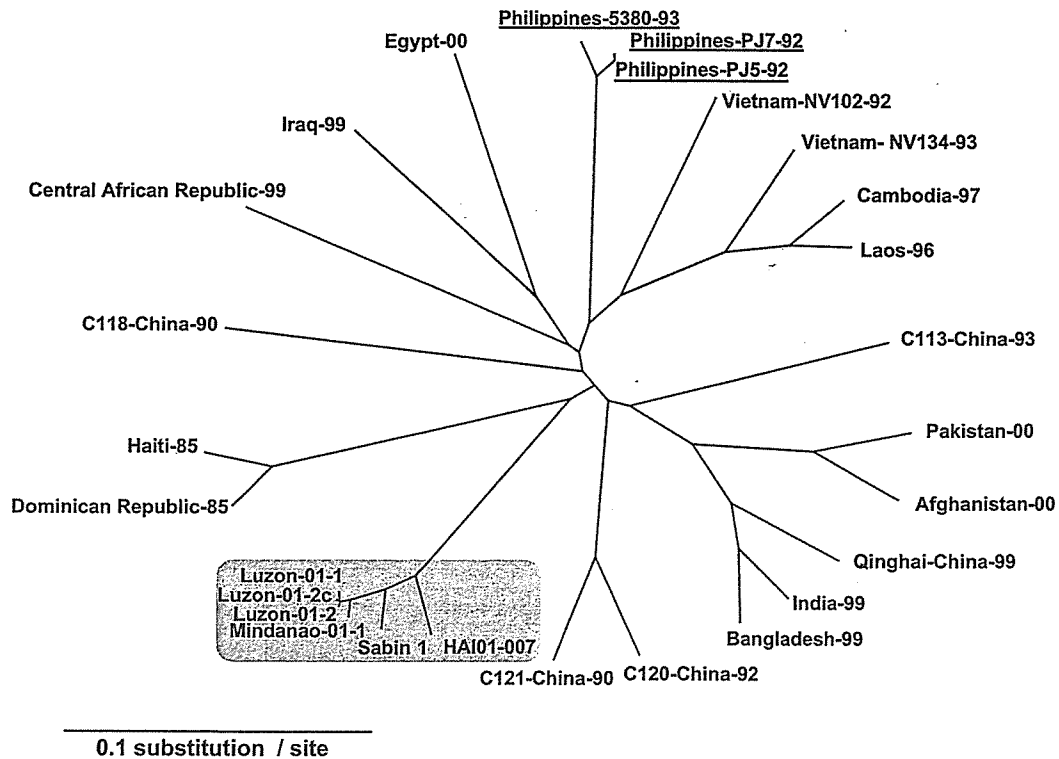 Philippines-5380-93
Egypt-00
Philippines-PJ7-92
Philippines-PJ5-92
Vietnam-NV102-92
Iraq-99
Vietnam- NV134-93
Central African Republic-99
Cambodia-97
Laos-96
C118-China-90
C113-China-93
Haiti-85
Pakistan-00
Dominican Republic-85
Afghanistan-00
Qinghai-China-99
Luzon-01-1
Luzon-01-2c
India-99
Luzon-01-2
Mindanao-01-1
Bangladesh-99
Sabin 1
HAI01-007
C121-China-90
C120-China-92
0.1 substitution / site